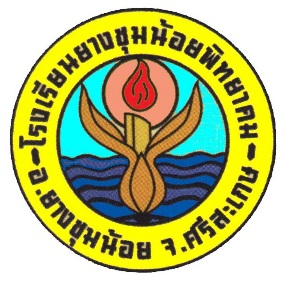 โรงเรียนยางชุมน้อยพิทยาคม
อ.ยางชุมน้อย จ.ศรีสะเกษ